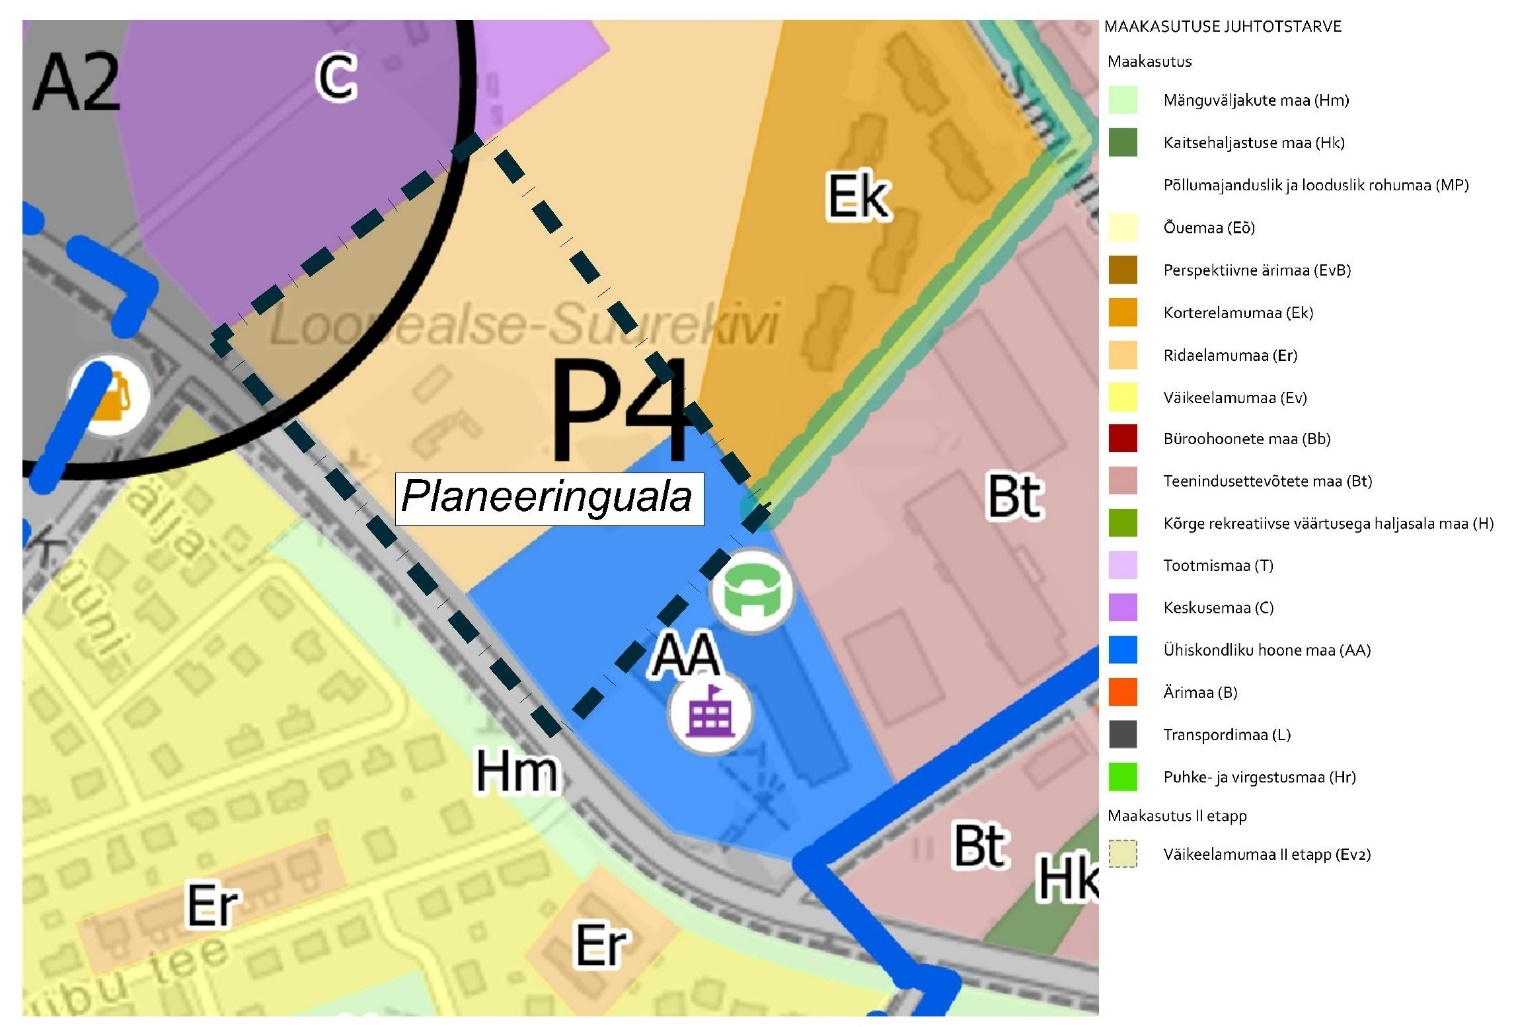 A2
C
Ek
Loopealse-Suurekivi
P4
Planeeringuala
Bt
AA
Hm
Bt
Hk
Er
Er
MAAKASUTUSE JUHTOTSTARVE
Maakasutus
Mänguväljakute maa (Hm)
Kaitsehaljastuse maa (Hk)
Põllumajanduslik ja looduslik rohumaa (MP)
Õuemaa (Eõ)
Perspektiivne ärimaa (EvB)
Korterelamumaa (Ek)
Ridaelamumaa (Er)
Väikeelamumaa (Ev)
Büroohoonete maa (Bb)
Teenindusettevõtete maa (Bt)
Kõrge rekreatiivse väärtusega haljasala maa (H)
Tootmismaa (T)
Keskusemaa (C)
Ühiskondliku hoone maa (AA)
Ärimaa (B)
Transpordimaa (L)
Puhke- ja virgestusmaa (Hr)
Maakasutus II etapp
Väikeelamumaa II etapp (Ev2)